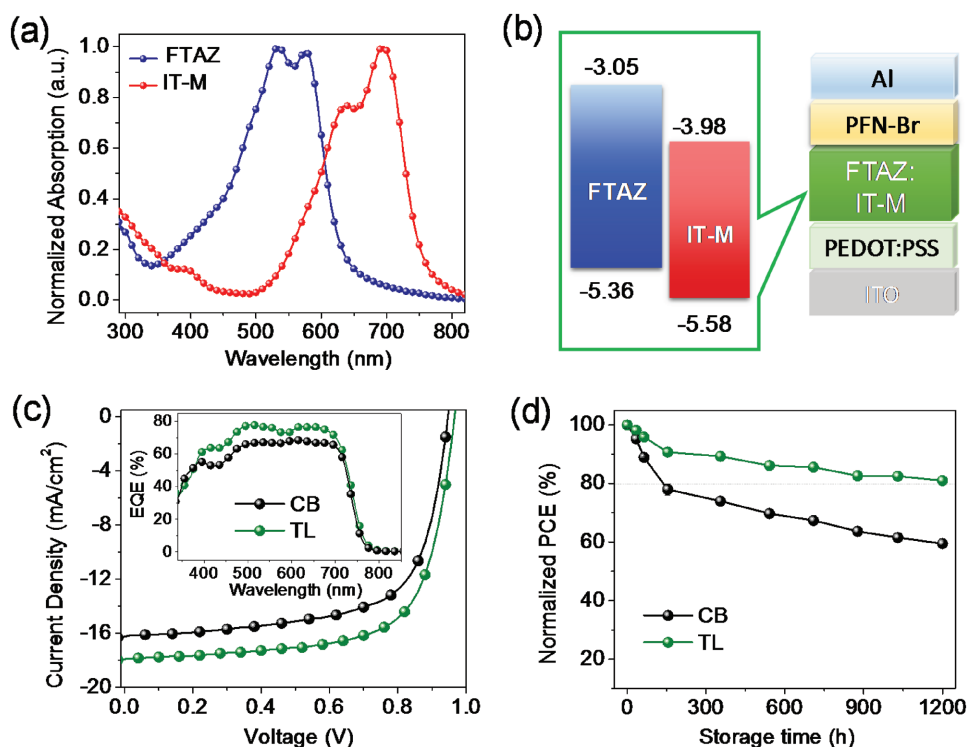 (a)
FTAZ
IT-M
Normalized Absorption (a.u.)
1.0
0.8
0.6
0.4
0.2
0.0
300 400 500 600 700 800
Wavelength (nm)
(b)
−3.05
−3.98
FTAZ
IT-M
−5.36
−5.58
Al
PFN-Br
FTAZ:
IT-M
PEDOT:PSS
ITO
(c)
Current Density (mA/cm²)
0
-4
-8
-12
-16
-20
0.0 0.2 0.4 0.6 0.8 1.0
Voltage (V)
EQE (%)
80
60
40
20
0
400 500 600 700 800
Wavelength (nm)
CB
TL
(d)
Normalized PCE (%)
100
80
60
40
20
0 300 600 900 1200
Storage time (h)
CB
TL